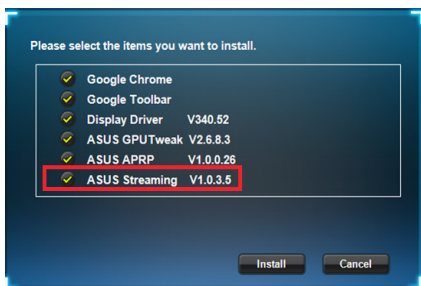 Please select the items you want to install.
Google Chrome
Google Toolbar
Display Driver V340.52
ASUS GPUTweak V2.6.8.3
ASUS APRP V1.0.0.26
ASUS Streaming V1.0.3.5
Install Cancel